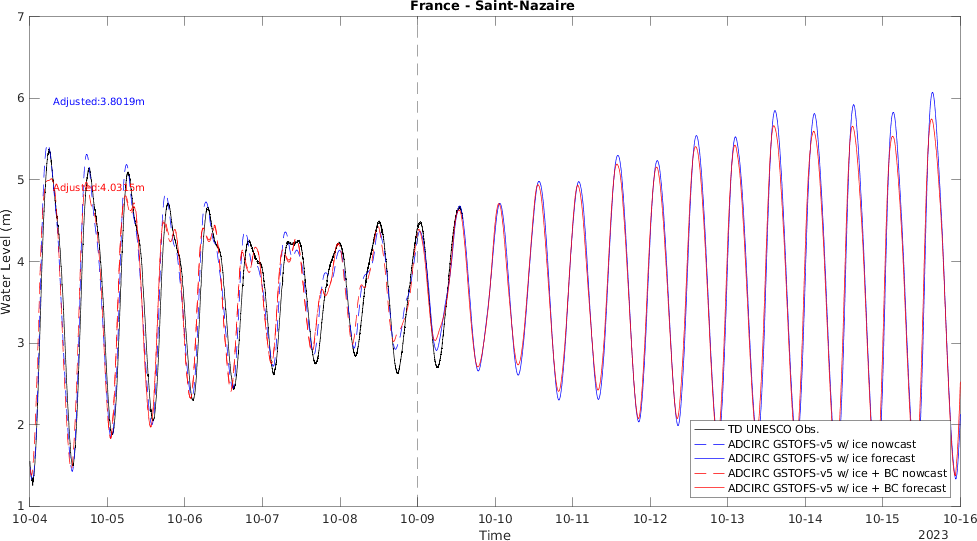 France - Saint-Nazaire
7
6
5
4
3
2
1
Water Level (m)
Adjusted:3.8019m
Adjusted:4.0315m
TD UNESCO Obs.
ADCIRC GSTOFS-v5 w/ ice nowcast
ADCIRC GSTOFS-v5 w/ ice forecast
ADCIRC GSTOFS-v5 w/ ice + BC nowcast
ADCIRC GSTOFS-v5 w/ ice + BC forecast
10-04 10-05 10-06 10-07 10-08 10-09 10-10 10-11 10-12 10-13 10-14 10-15 10-16
Time
2023